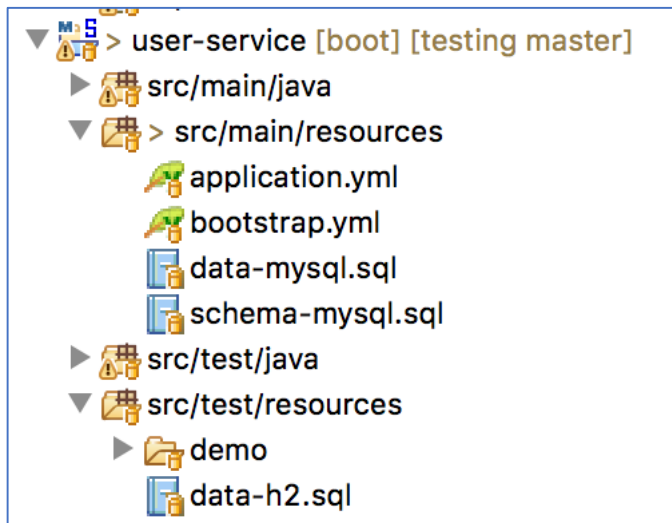 > user-service [boot] [testing master]
src/main/java
> src/main/resources
application.yml
bootstrap.yml
data-mysql.sql
schema-mysql.sql
src/test/java
src/test/resources
demo
data-h2.sql